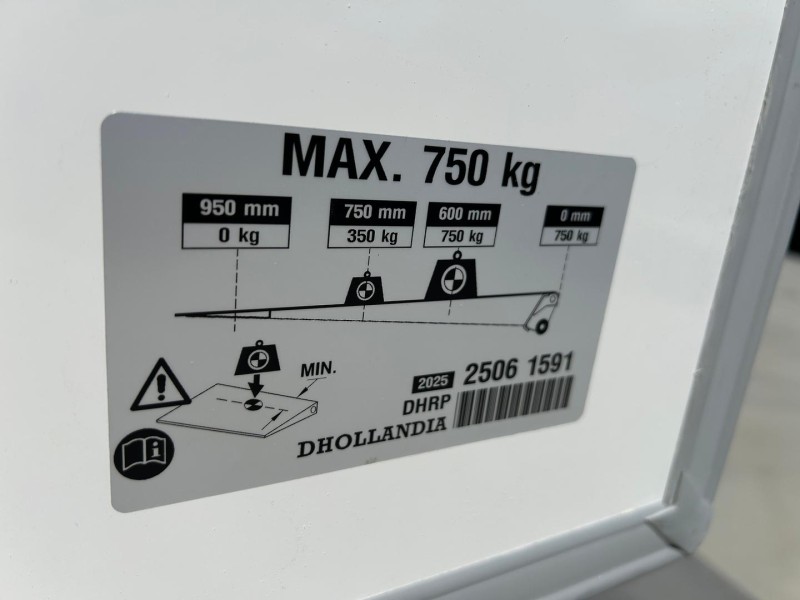 MAX. 750 kg
950 mm 750 mm 600 mm 0 mm
0 kg 350 kg 750 kg 750 kg
MIN.
2025 2506 1591
DHRP
DHOLLANDIA
i